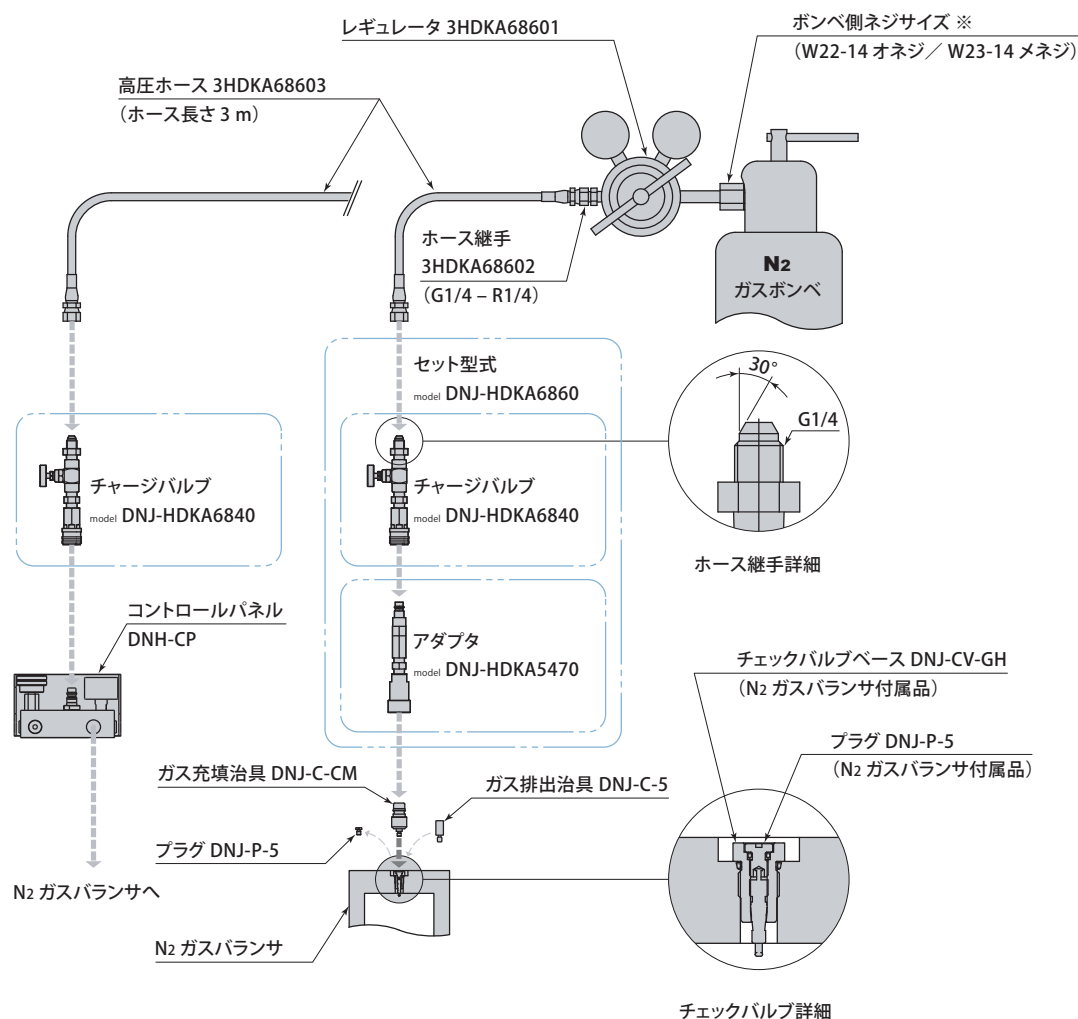 レギュレータ 3HDKA68601
ボンベ側ネジサイズ ※
（W22-14 オネジ／ W23-14 メネジ）
高圧ホース 3HDKA68603
（ホース長さ 3 m）
ホース継手
3HDKA68602
（G1/4 – R1/4）
N2
ガスボンベ
セット型式
model DNJ-HDKA6860
30°
G1/4
チャージバルブ
model DNJ-HDKA6840
チャージバルブ
model DNJ-HDKA6840
ホース継手詳細
コントロールパネル
DNH-CP
アダプタ
model DNJ-HDKA5470
チェックバルブベース DNJ-CV-GH
（N2 ガスバランサ付属品）
プラグ DNJ-P-5
（N2 ガスバランサ付属品）
ガス充填治具 DNJ-C-CM
ガス排出治具 DNJ-C-5
プラグ DNJ-P-5
N2 ガスバランサへ
N2 ガスバランサ
チェックバルブ詳細